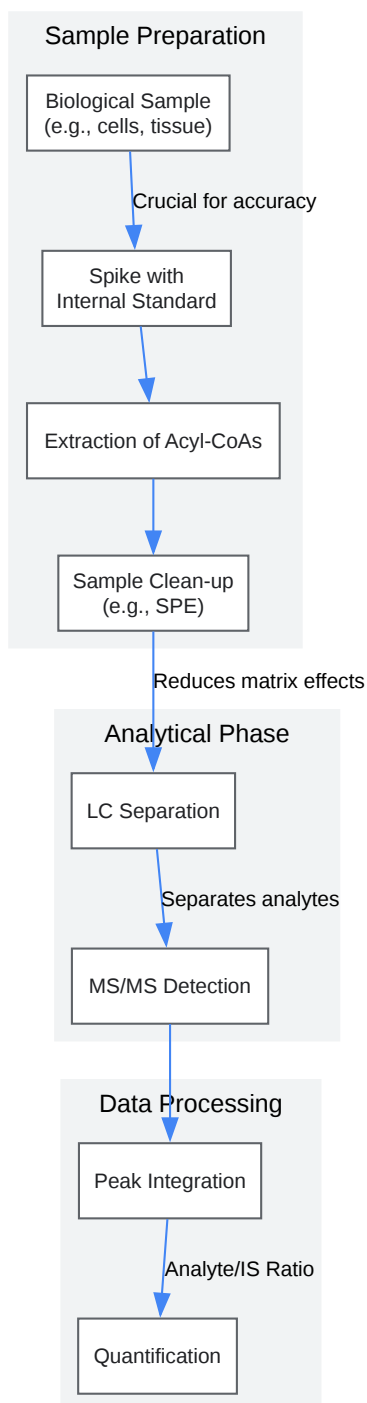 Sample Preparation
Biological Sample
(e.g., cells, tissue)
Crucial for accuracy
Spike with
Internal Standard
Extraction of Acyl-CoAs
Sample Clean-up
(e.g., SPE)
Reduces matrix effects
Analytical Phase
LC Separation
Separates analytes
MS/MS Detection
Data Processing
Peak Integration
Analyte/IS Ratio
Quantification